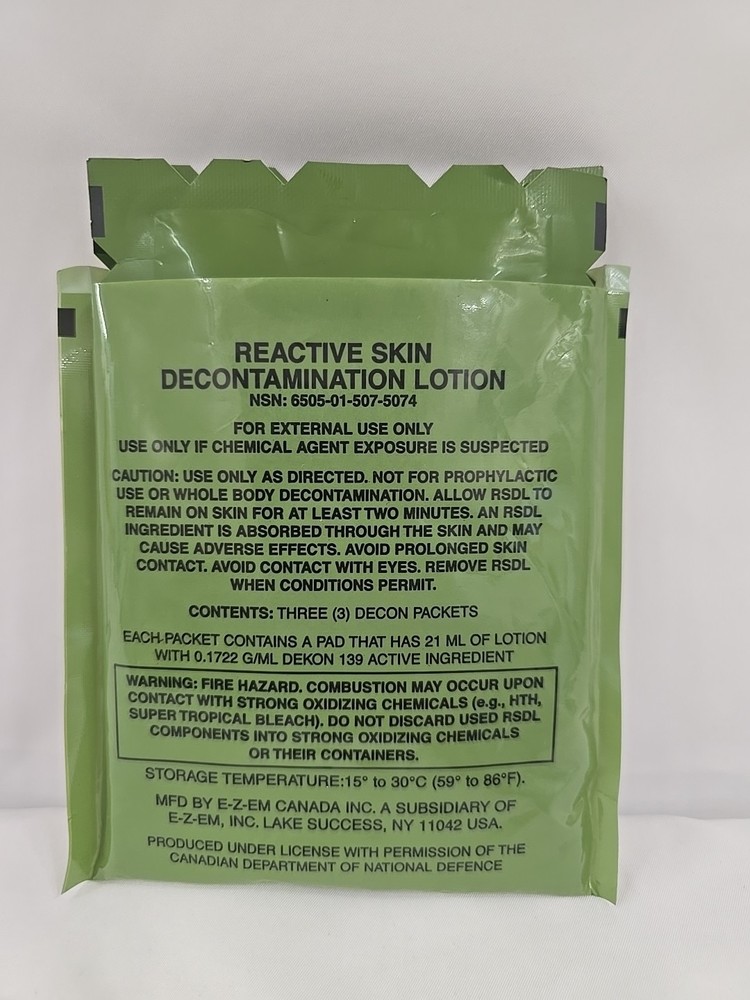 REACTIVE SKIN
DECONTAMINATION LOTION
NSN: 6505-01-507-5074
FOR EXTERNAL USE ONLY
USE ONLY IF CHEMICAL AGENT EXPOSURE IS SUSPECTED
CAUTION: USE ONLY AS DIRECTED. NOT FOR PROPHYLACTIC
USE OR WHOLE BODY DECONTAMINATION. ALLOW RSDL TO
REMAIN ON SKIN FOR AT LEAST TWO MINUTES. AN RSDL
INGREDIENT IS ABSORBED THROUGH THE SKIN AND MAY
CAUSE ADVERSE EFFECTS. AVOID PROLONGED SKIN
CONTACT. AVOID CONTACT WITH EYES. REMOVE RSDL
WHEN CONDITIONS PERMIT.
CONTENTS: THREE (3) DECON PACKETS
EACH PACKET CONTAINS A PAD THAT HAS 21 ML OF LOTION
WITH 0.1722 G/ML DEKON 139 ACTIVE INGREDIENT
WARNING: FIRE HAZARD. COMBUSTION MAY OCCUR UPON
CONTACT WITH STRONG OXIDIZING CHEMICALS (e.g., HTH,
SUPER TROPICAL BLEACH). DO NOT DISCARD USED RSDL
COMPONENTS INTO STRONG OXIDIZING CHEMICALS
OR THEIR CONTAINERS.
STORAGE TEMPERATURE:15° to 30°C (59° to 86°F).
MFD BY E-Z-EM CANADA INC. A SUBSIDIARY OF
E-Z-EM, INC. LAKE SUCCESS, NY 11042 USA.
PRODUCED UNDER LICENSE WITH PERMISSION OF THE
CANADIAN DEPARTMENT OF NATIONAL DEFENCE